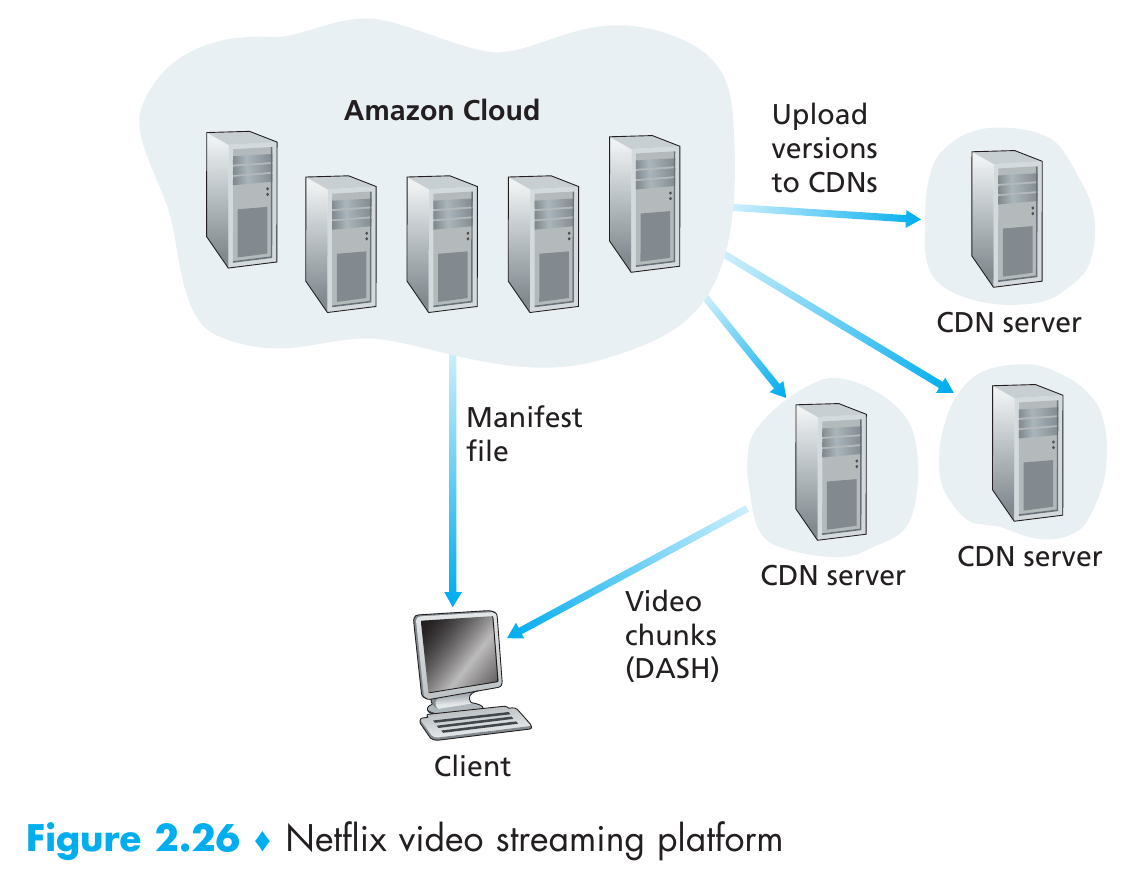 Amazon Cloud
Upload
versions
to CDNs
CDN server
Manifest
file
CDN server
CDN server
Video
chunks
(DASH)
Client
Figure 2.26 ♦ Netflix video streaming platform